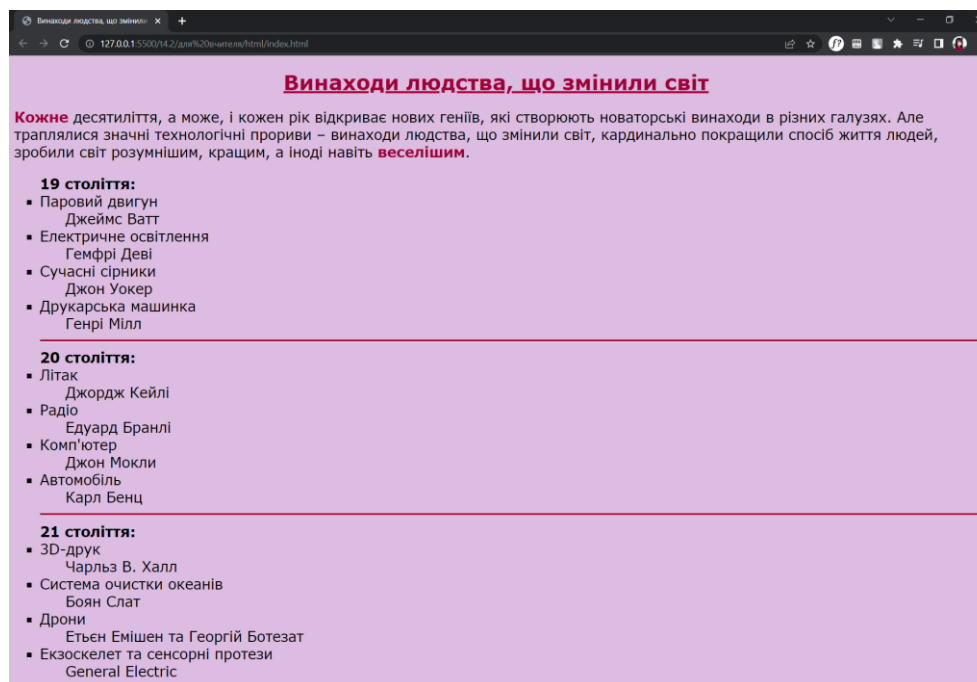 Винаходи людства, що змінили
127.0.0.1:5500/t4.2/для%20вчителя/html/index.html
Винаходи людства, що змінили світ
Кожне десятиліття, а може, і кожен рік відкриває нових геніїв, які створюють новаторські винаходи в різних галузях. Але
траплялися значні технологічні прориви – винаходи людства, що змінили світ, кардинально покращили спосіб життя людей,
зробили світ розумнішим, кращим, а іноді навіть веселішим.
19 століття:
Паровий двигун
Джеймс Ватт
Електричне освітлення
Гемфрі Деві
Сучасні сірники
Джон Уокер
Друкарська машинка
Генрі Мілл
20 століття:
Літак
Джордж Кейлі
Радіо
Едуард Бранлі
Комп'ютер
Джон Мокли
Автомобіль
Карл Бенц
21 століття:
3D-друк
Чарльз В. Халл
Система очистки океанів
Боян Слат
Дрони
Етьєн Емішен та Георгій Ботезат
Екзоскелет та сенсорні протези
General Electric